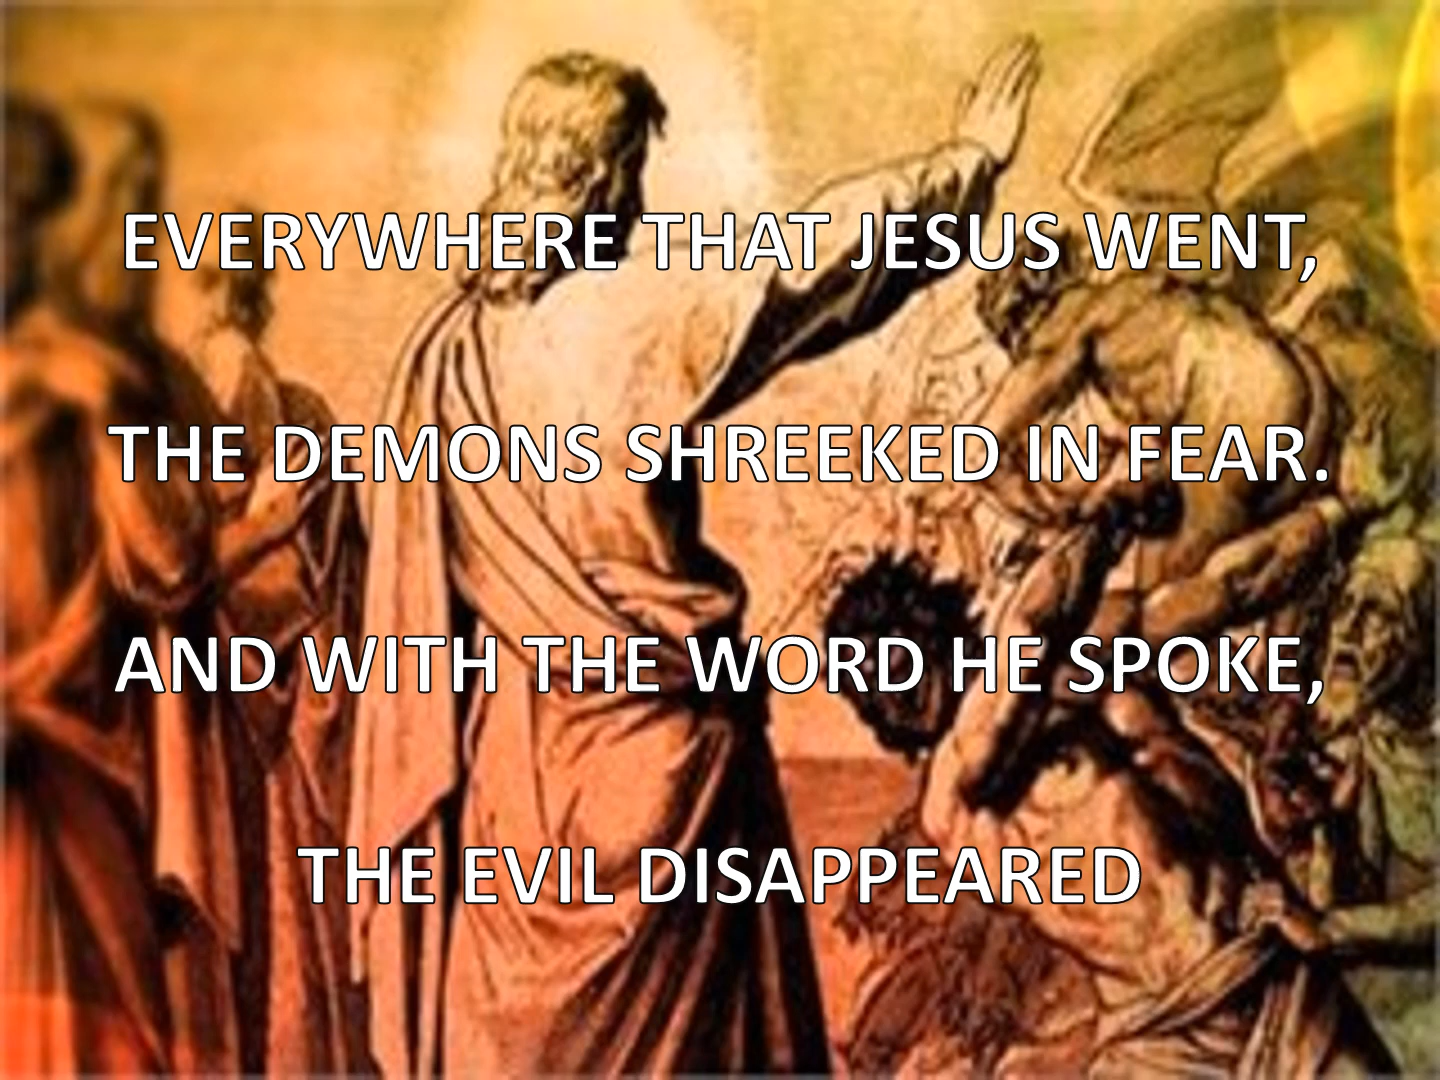 EVERYWHERE THAT JESUS WENT,
THE DEMONS SHREEKED IN FEAR.
AND WITH THE WORD HE SPOKE,
THE EVIL DISAPPEARED